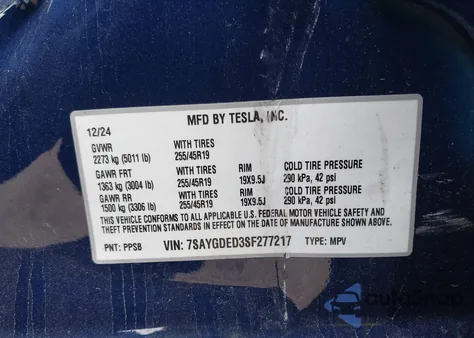 MFD BY TESLA, INC.
12/24
GVWR WITH TIRES
2273 kg (5011 lb) 255/45R19
GAWR FRT WITH TIRES RIM COLD TIRE PRESSURE
1363 kg (3004 lb) 255/45R19 19X9.5J 290 kPa, 42 psi
GAWR RR WITH TIRES RIM COLD TIRE PRESSURE
1500 kg (3306 lb) 255/45R19 19X9.5J 290 kPa, 42 psi
THIS VEHICLE CONFORMS TO ALL APPLICABLE U.S. FEDERAL MOTOR VEHICLE SAFETY AND
THEFT PREVENTION STANDARDS IN EFFECT ON THE DATE OF MANUFACTURE SHOWN ABOVE.
PNT: PPSB VIN: 7SAYGDED3SF277217 TYPE: MPV
autosnap